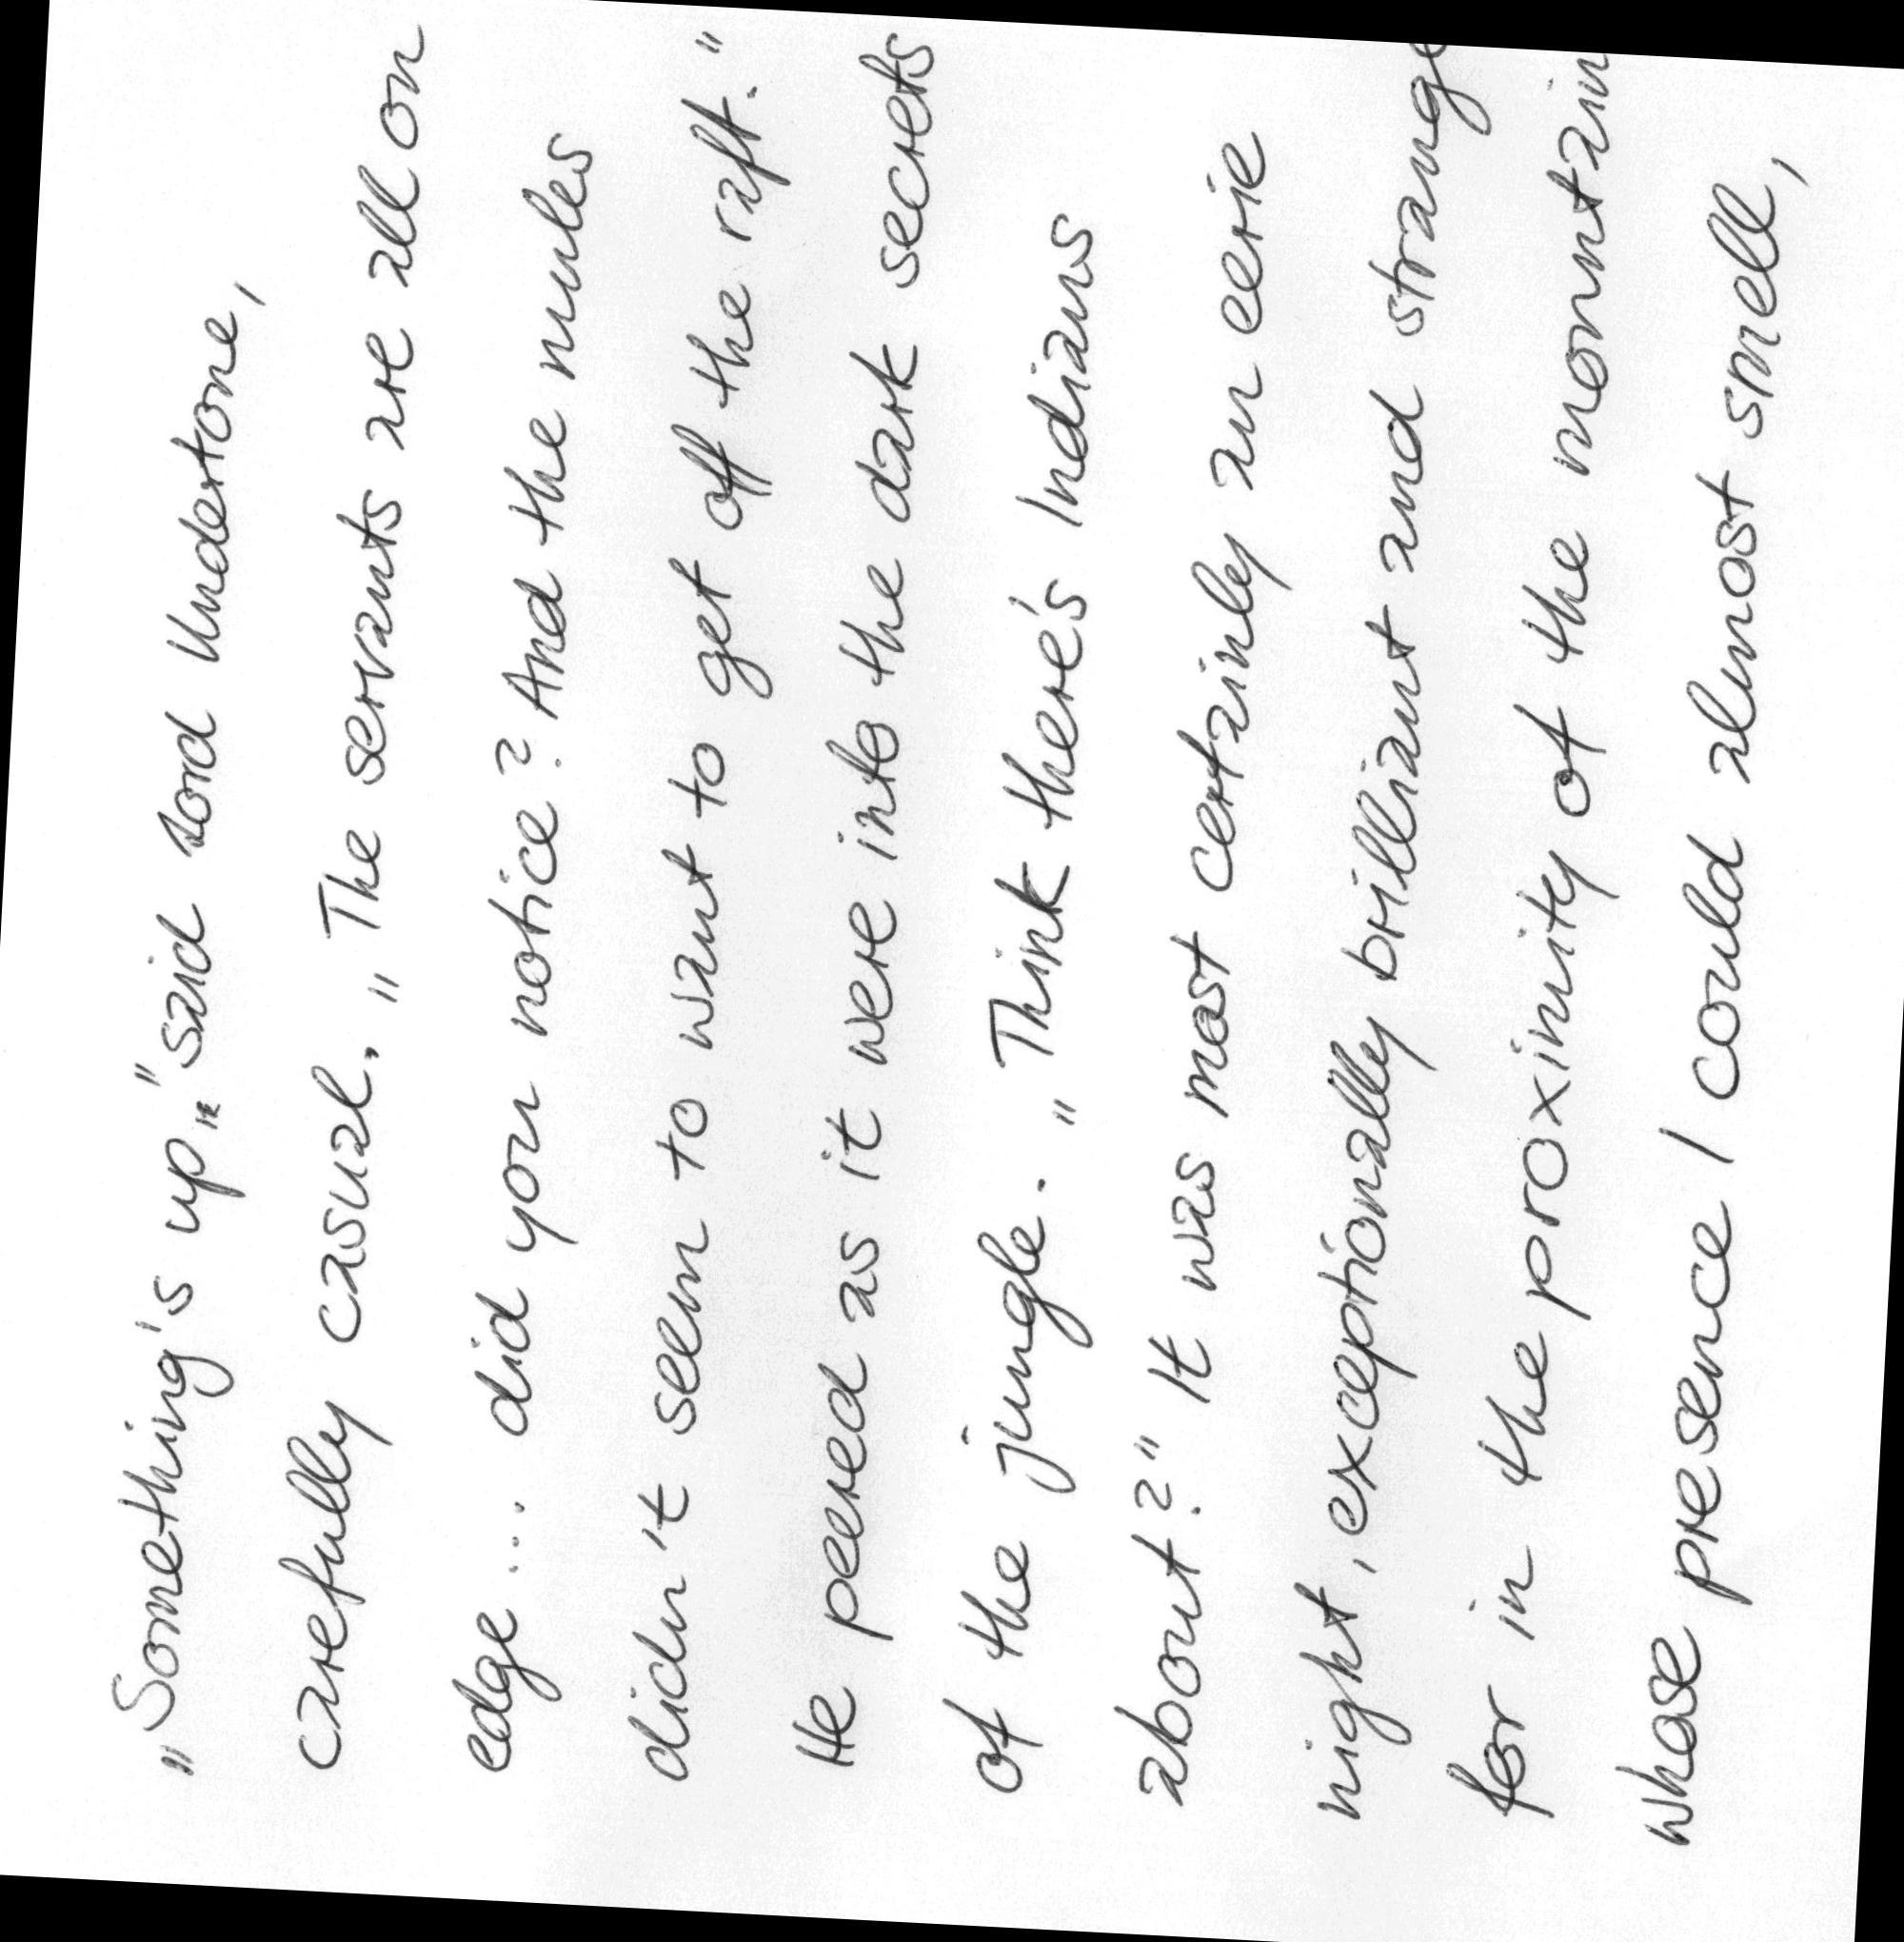 „Something's up," said Lord Undertone,
carefully casual. „The servants are all on
edge... did you notice? And the mules
didn't seem to want to get off the raft."
He peered as it were into the dark secrets
of the jungle. „Think there's Indians
about?" It was most certainly an eerie
night, exceptionally brilliant and strange
for in the proximity of the mountain
whose presence I could almost smell,